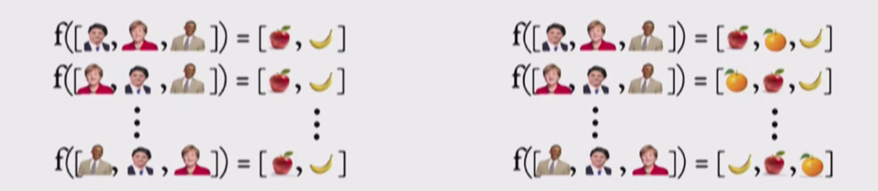 f([ , , ]) = [ , ]
f([ , , ]) = [ , ]
f([ , , ]) = [ , ]
f([ , , ]) = [ , , ]
f([ , , ]) = [ , , ]
f([ , , ]) = [ , , ]